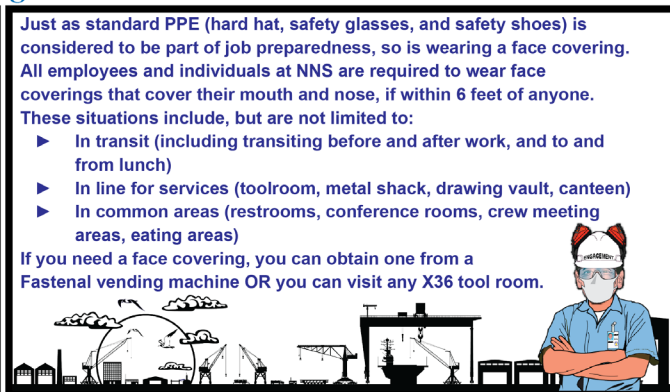 Just as standard PPE (hard hat, safety glasses, and safety shoes) is
considered to be part of job preparedness, so is wearing a face covering.
All employees and individuals at NNS are required to wear face
coverings that cover their mouth and nose, if within 6 feet of anyone.
These situations include, but are not limited to:
► In transit (including transiting before and after work, and to and
from lunch)
► In line for services (toolroom, metal shack, drawing vault, canteen)
► In common areas (restrooms, conference rooms, crew meeting
areas, eating areas)
If you need a face covering, you can obtain one from a
Fastenal vending machine OR you can visit any X36 tool room.
ENGAGEMENT